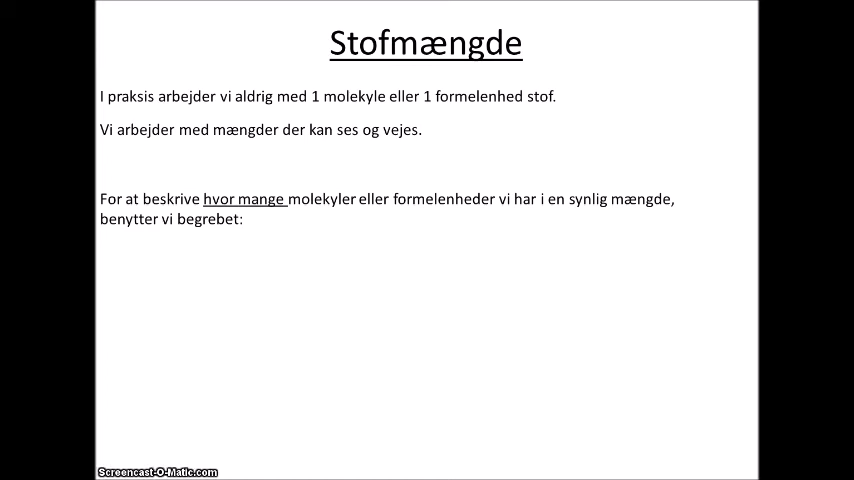 Stofmængde
I praksis arbejder vi aldrig med 1 molekyle eller 1 formelenhed stof.
Vi arbejder med mængder der kan ses og vejes.
For at beskrive hvor mange molekyler eller formelenheder vi har i en synlig mængde,
benytter vi begrebet:
Screencast-O-Matic.com